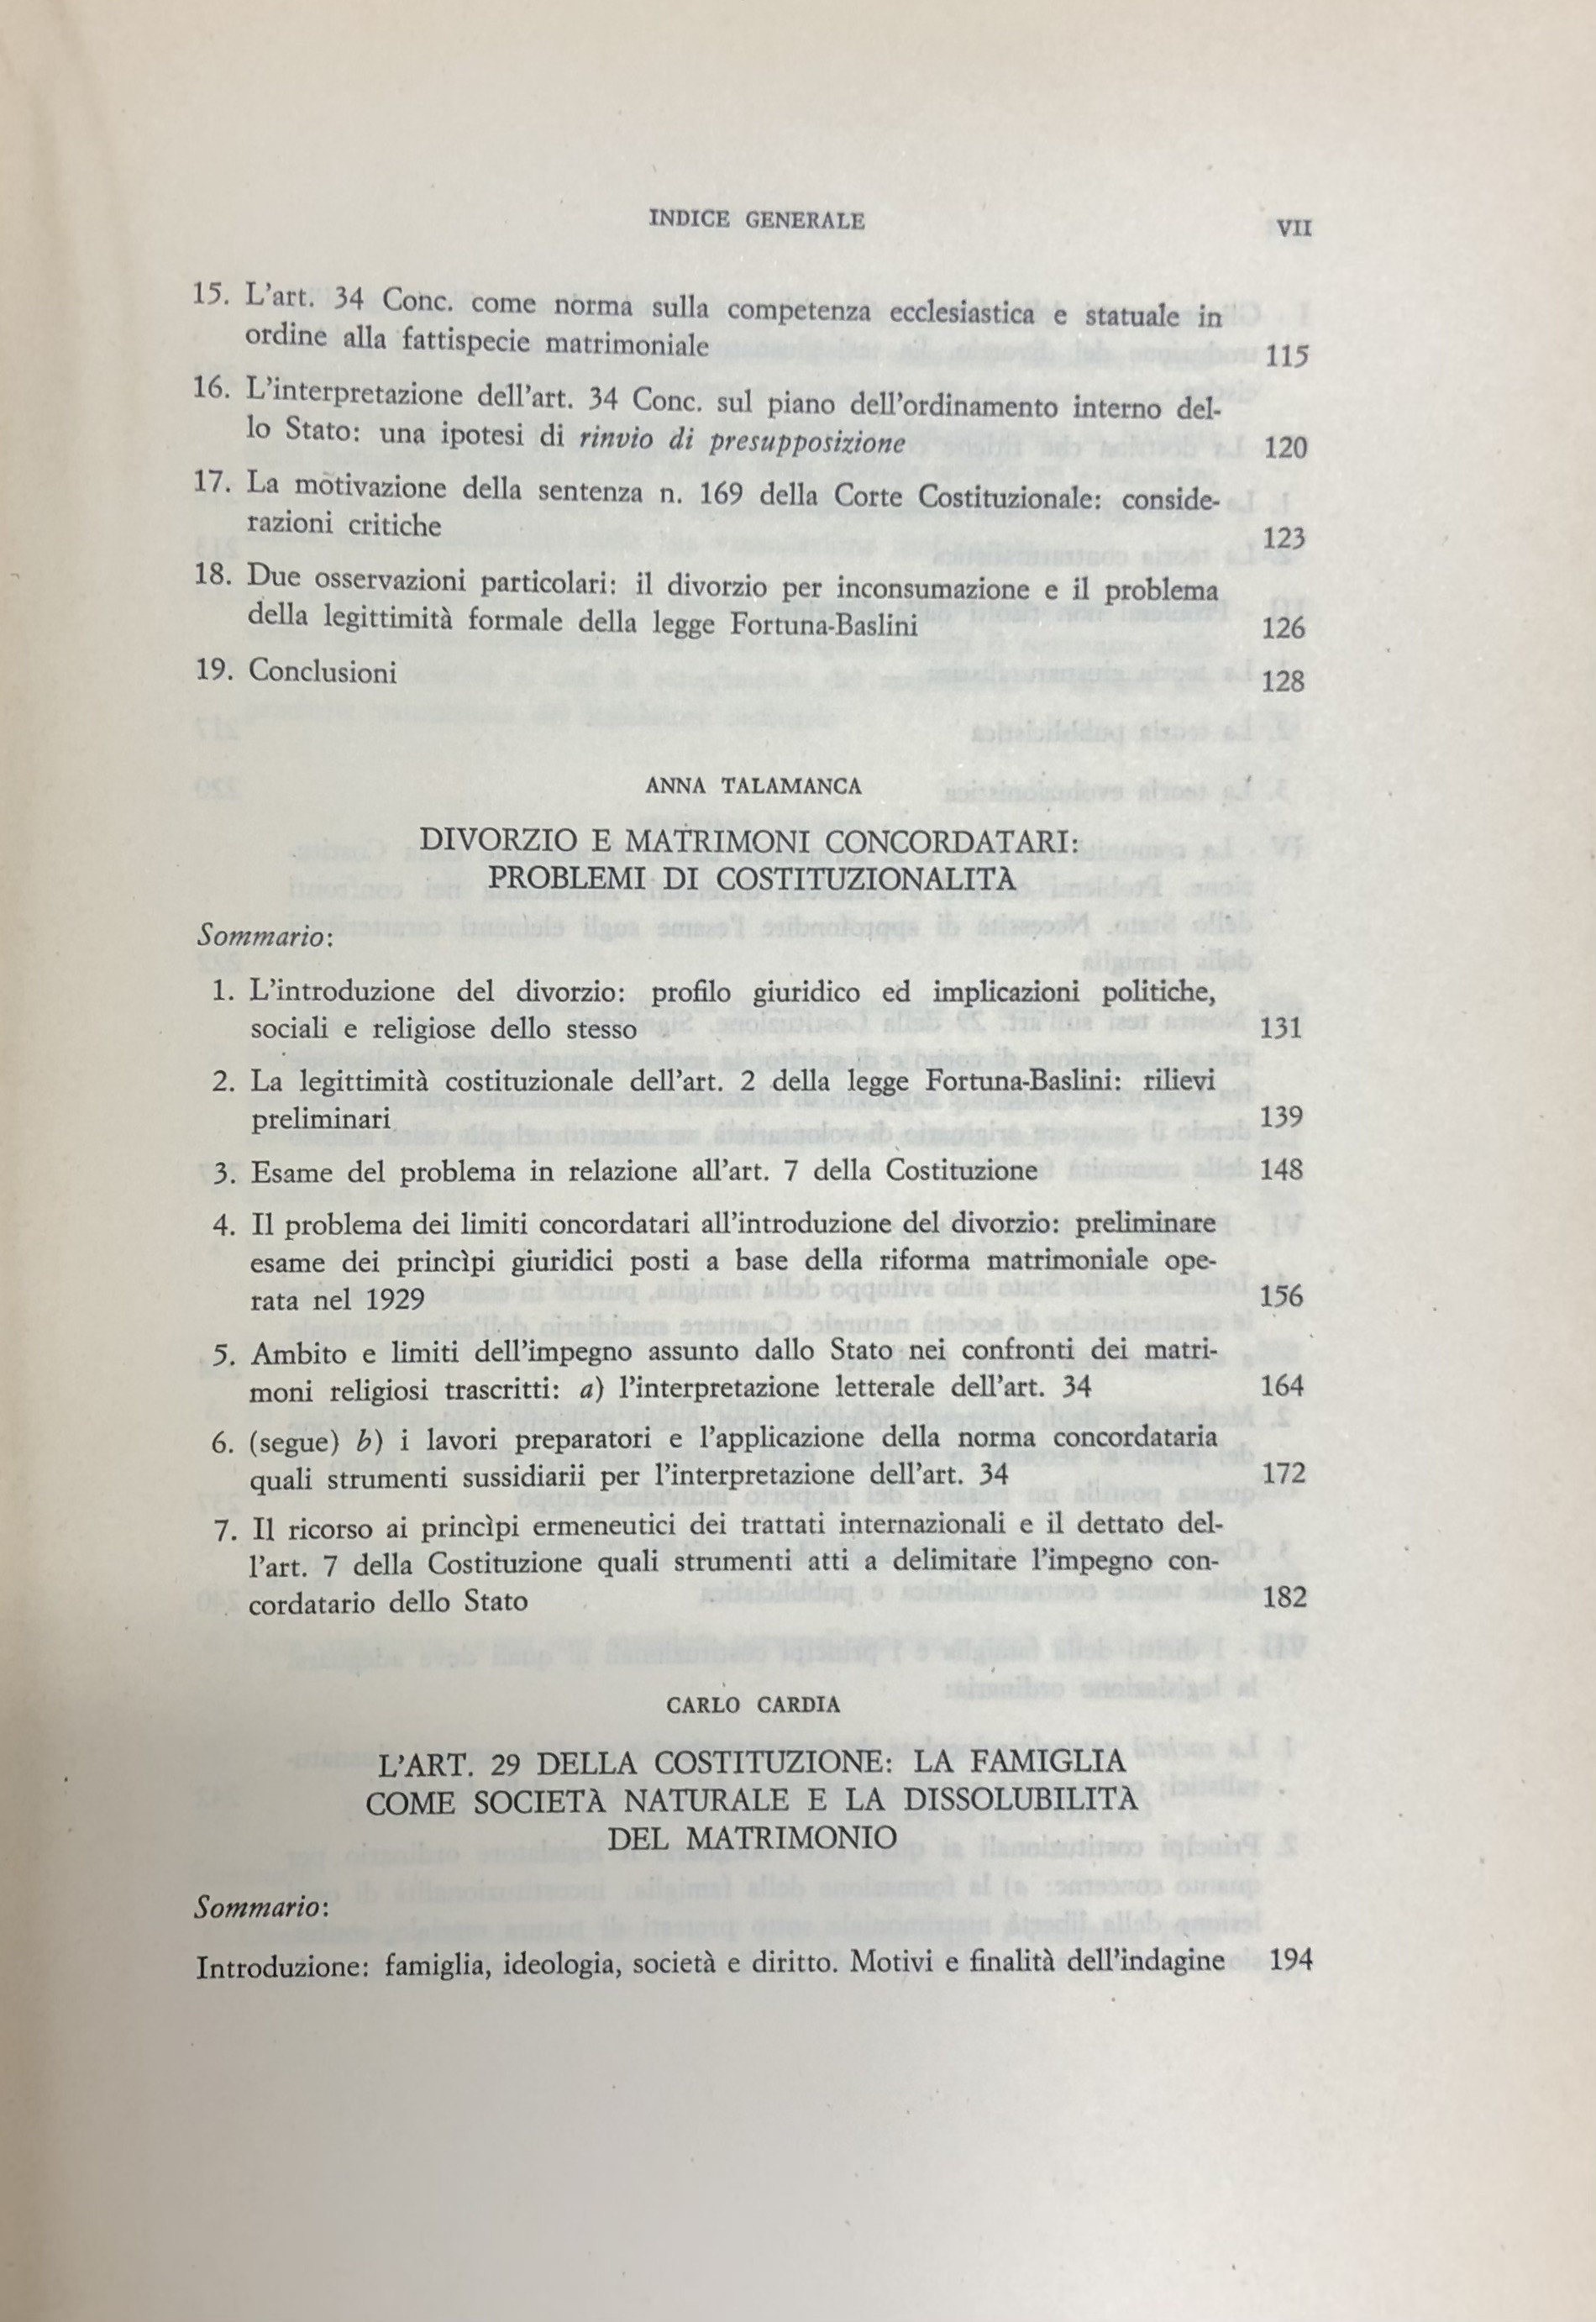 INDICE GENERALE VII
15. L'art. 34 Conc. come norma sulla competenza ecclesiastica e statuale in
ordine alla fattispecie matrimoniale 115
16. L'interpretazione dell'art. 34 Conc. sul piano dell'ordinamento interno del-
lo Stato: una ipotesi di rinvio di presupposizione 120
17. La motivazione della sentenza n. 169 della Corte Costituzionale: conside-
razioni critiche 123
18. Due osservazioni particolari: il divorzio per inconsumazione e il problema
della legittimità formale della legge Fortuna-Baslini 126
19. Conclusioni 128
ANNA TALAMANCA
DIVORZIO E MATRIMONI CONCORDATARI:
PROBLEMI DI COSTITUZIONALITÀ
Sommario:
1. L'introduzione del divorzio: profilo giuridico ed implicazioni politiche,
sociali e religiose dello stesso 131
2. La legittimità costituzionale dell'art. 2 della legge Fortuna-Baslini: rilievi
preliminari 139
3. Esame del problema in relazione all'art. 7 della Costituzione 148
4. Il problema dei limiti concordatari all'introduzione del divorzio: preliminare
esame dei princìpi giuridici posti a base della riforma matrimoniale ope-
rata nel 1929 156
5. Ambito e limiti dell'impegno assunto dallo Stato nei confronti dei matri-
moni religiosi trascritti: a) l'interpretazione letterale dell'art. 34 164
6. (segue) b) i lavori preparatori e l'applicazione della norma concordataria
quali strumenti sussidiarii per l'interpretazione dell'art. 34 172
7. Il ricorso ai princìpi ermeneutici dei trattati internazionali e il dettato del-
l'art. 7 della Costituzione quali strumenti atti a delimitare l'impegno con-
cordatario dello Stato 182
CARLO CARDIA
L'ART. 29 DELLA COSTITUZIONE: LA FAMIGLIA
COME SOCIETÀ NATURALE E LA DISSOLUBILITÀ
DEL MATRIMONIO
Sommario:
Introduzione: famiglia, ideologia, società e diritto. Motivi e finalità dell'indagine 194